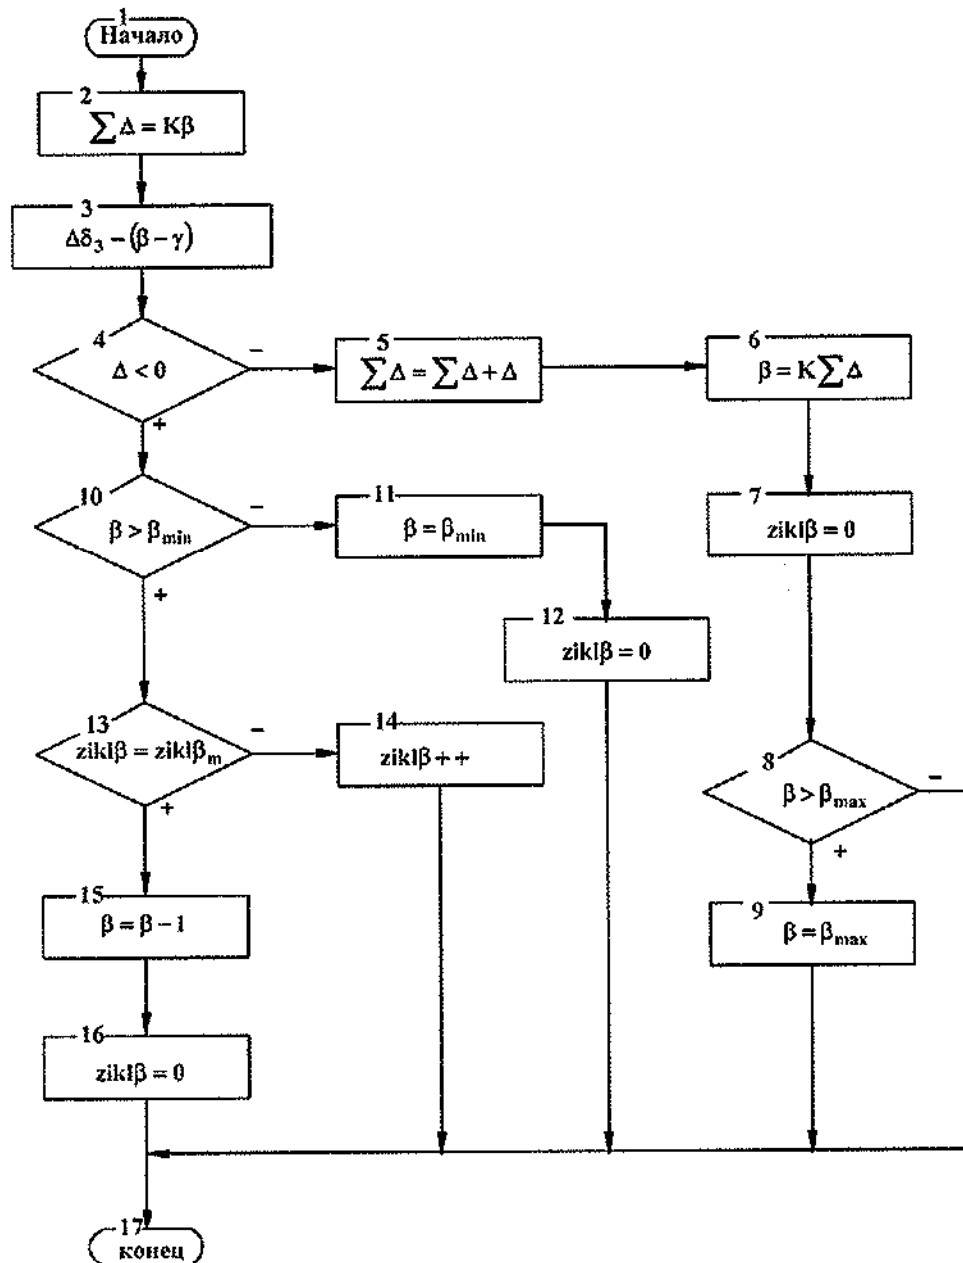 1
Начало
2
∑Δ = Kβ
3
Δδ₃ − (β − γ)
4
Δ < 0
−
+
5
∑Δ = ∑Δ + Δ
6
β = K∑Δ
7
ziklβ = 0
8
β > βmax
−
+
9
β = βmax
10
β > βmin
−
+
11
β = βmin
12
ziklβ = 0
13
ziklβ = ziklβm
−
+
14
ziklβ + +
15
β = β − 1
16
ziklβ = 0
17
конец